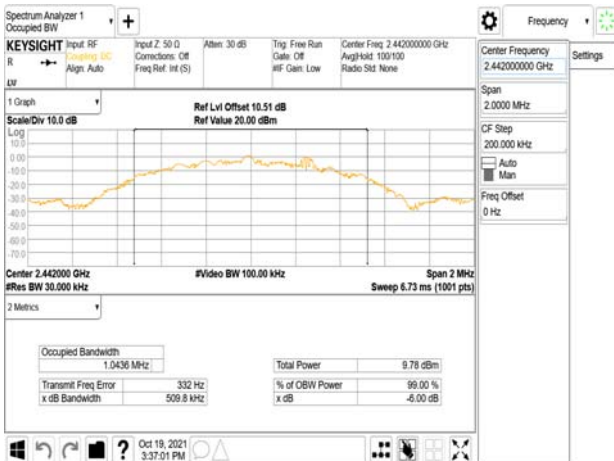 Spectrum Analyzer 1
Occupied BW
+
Frequency
KEYSIGHT Input: RF Input Z: 50 Ω Atten: 30 dB Trig: Free Run Center Freq: 2.442000000 GHz
R Coupling: DC Corrections: Off Gate: Off Avg|Hold: 100/100
Align: Auto Freq Ref: Int (S) #IF Gain: Low Radio Std: None
1 Graph
Scale/Div 10.0 dB
Ref Lvl Offset 10.51 dB
Ref Value 20.00 dBm
Log
10.0
0.00
-10.0
-20.0
-30.0
-40.0
-50.0
-60.0
-70.0
Center 2.442000 GHz #Video BW 100.00 kHz Span 2 MHz
#Res BW 30.000 kHz Sweep 6.73 ms (1001 pts)
2 Metrics
Occupied Bandwidth
1.0436 MHz
Total Power 9.78 dBm
Transmit Freq Error 332 Hz % of OBW Power 99.00 %
x dB Bandwidth 509.8 kHz x dB -6.00 dB
?
Oct 19, 2021
3:37:01 PM
Center Frequency
2.442000000 GHz
Settings
Span
2.0000 MHz
CF Step
200.000 kHz
Auto
Man
Freq Offset
0 Hz